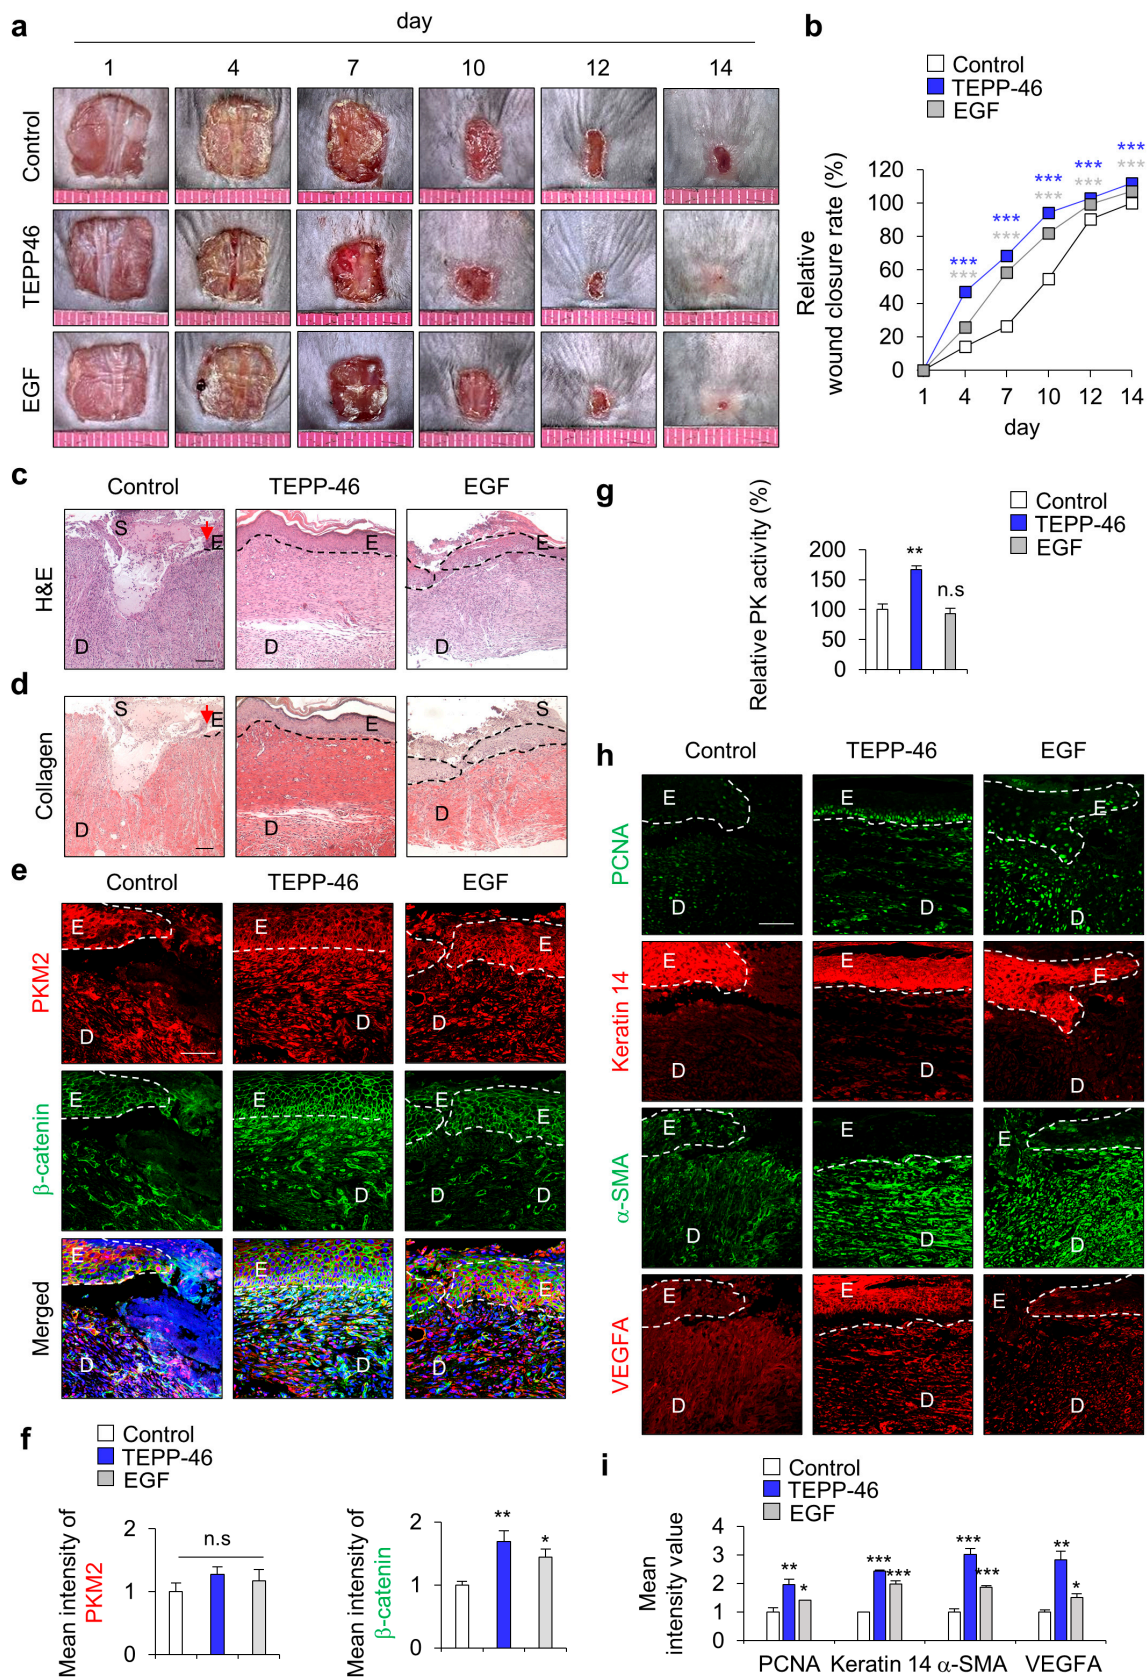 a
day
1 4 7 10 12 14
Control
TEPP46
EGF
b
Control
TEPP-46
EGF
Relative
wound closure rate (%)
120
100
80
60
40
20
0
*** *** *** *** ***
*** *** *** *** ***
1 4 7 10 12 14
day
c
Control TEPP-46 EGF
H&E
S E D
E D
E D
d
Collagen
S E D
E D
S D
e
Control TEPP-46 EGF
PKM2
E D
E D
E D
β-catenin
E D
E D
E E D D
Merged
E D
E D
E D
f
Control
TEPP-46
EGF
Mean intensity of
PKM2
2
1
0
n.s
Mean intensity of
β-catenin
2
1
0
** *
g
Control
TEPP-46
EGF
Relative PK activity (%)
200
150
100
50
0
** n.s
h
Control TEPP-46 EGF
PCNA
E D
E D
E D
Keratin 14
E D
E D
E D
α-SMA
E D
E D
E D
VEGFA
E D
E D
E D
i
Control
TEPP-46
EGF
Mean
intensity value
4
3
2
1
0
** * *** *** *** *** ** *
PCNA Keratin 14 α-SMA VEGFA